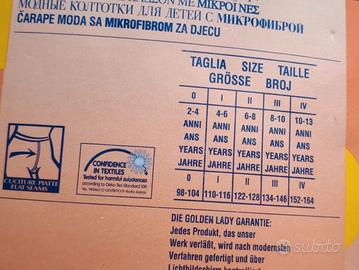 ΜΕ ΜΙΚΡΟΪΝΕΣ
МОДНЫЕ КОЛГОТКИ ДЛЯ ДЕТЕЙ С МИКРОФИБРОЙ
ČARAPE MODA SA MIKROFIBROM ZA DJECU
TAGLIA SIZE TAILLE
GRÖSSE BROJ
0 I II III IV
2-4 4-6 6-8 8-10 10-13
ANNI ANNI ANNI ANNI ANNI
ANS ANS ANS ANS ANS
YEARS YEARS YEARS YEARS YEARS
JAHRE JAHRE JAHRE JAHRE JAHRE
0 I II III IV
98-104 110-116 122-128 134-146 152-164
CUCITURE PIATTE
FLAT SEAMS
CONFIDENCE
IN TEXTILES
Tested for harmful substances
according to Oeko-Tex Standard 100
DIE GOLDEN LADY GARANTIE:
Jedes Produkt, das unser
Werk verläßt, wird nach modernsten
Verfahren gefertigt und über
Lichtbildschirm
subito